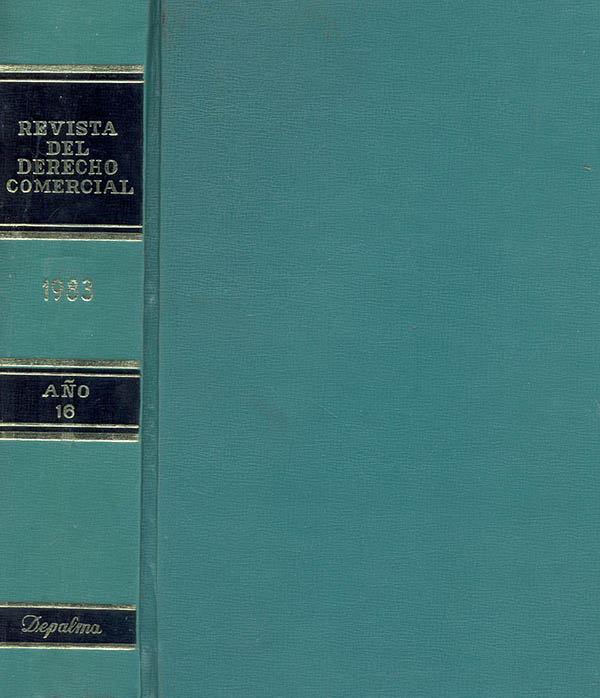 REVISTA
DEL
DERECHO
COMERCIAL
1983
AÑO
16
Depalma